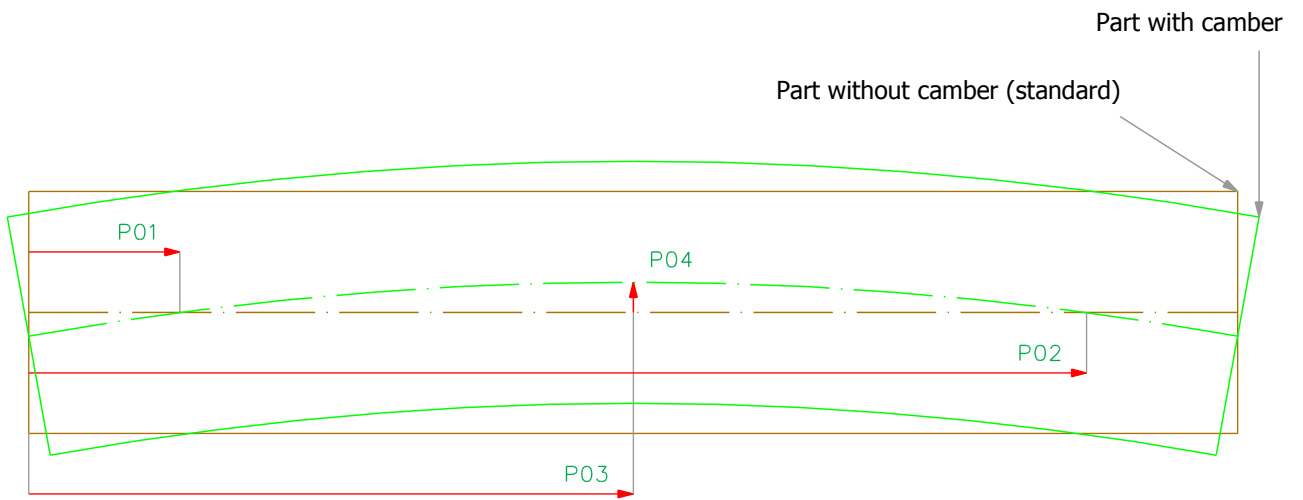 Part with camber
Part without camber (standard)
P01
P04
P02
P03